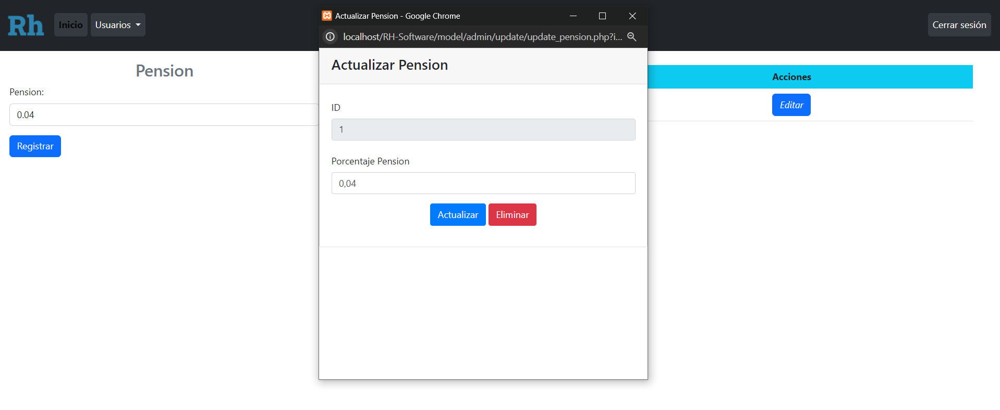 Rh Inicio Usuarios
Cerrar sesión
Actualizar Pension - Google Chrome
localhost/RH-Software/model/admin/update/update_pension.php?i...
Pension
Pension:
0.04
Registrar
Actualizar Pension
ID
1
Porcentaje Pension
0,04
Actualizar Eliminar
Acciones
Editar